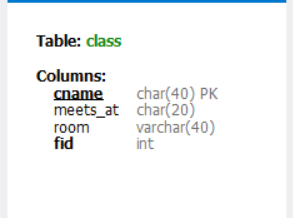 Table: class
Columns:
cname char(40) PK
meets_at char(20)
room varchar(40)
fid int